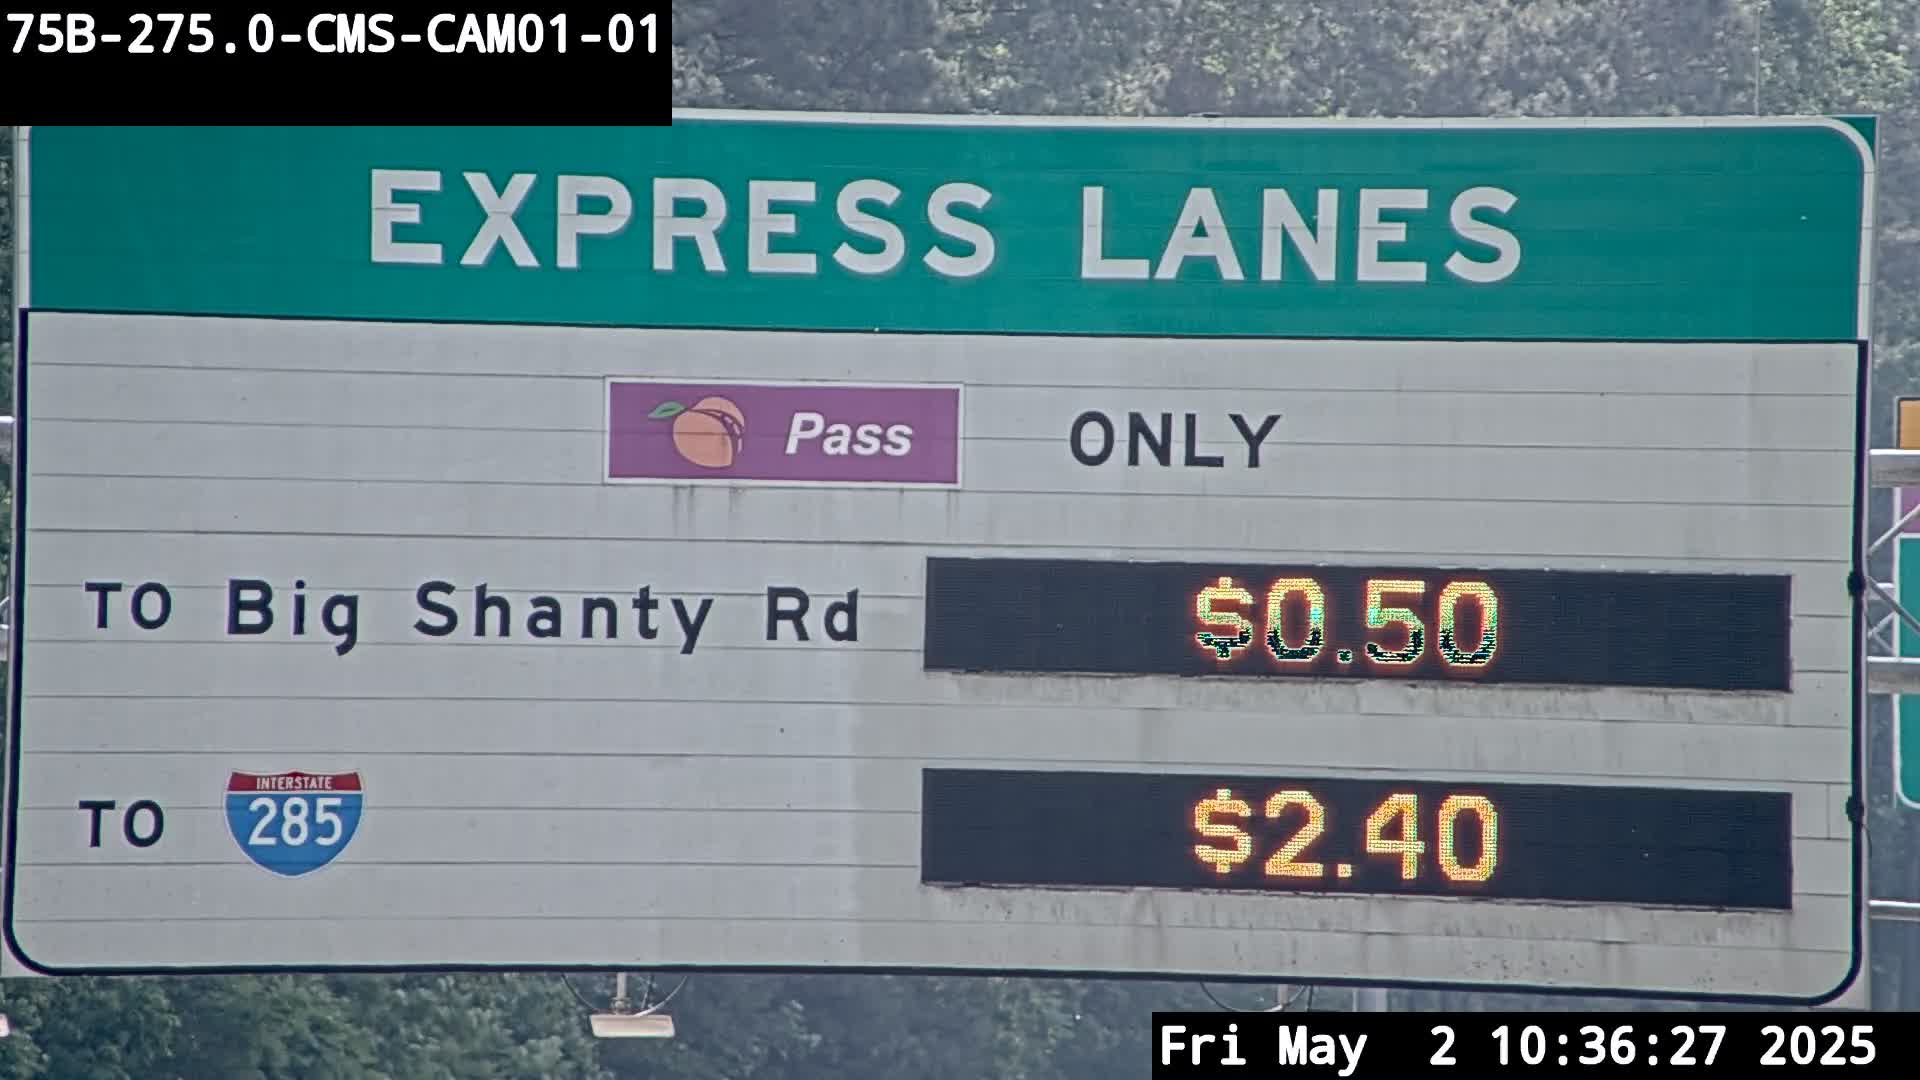 75B-275.0-CMS-CAM01-01
EXPRESS LANES
Pass ONLY
TO Big Shanty Rd $0.50
TO INTERSTATE 285 $2.40
Fri May 2 10:36:27 2025